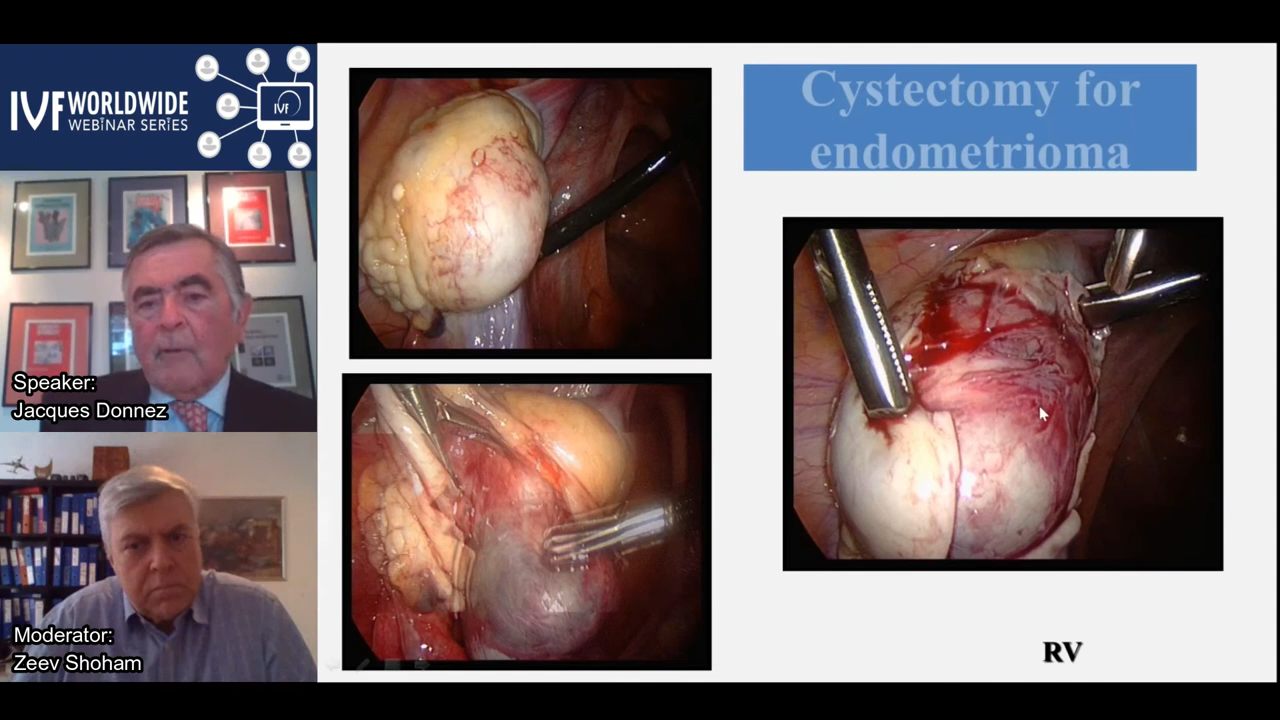 IVF WORLDWIDE
WEBINAR SERIES
IVF
Speaker:
Jacques Donnez
Moderator:
Zeev Shoham
Cystectomy for
endometrioma
RV